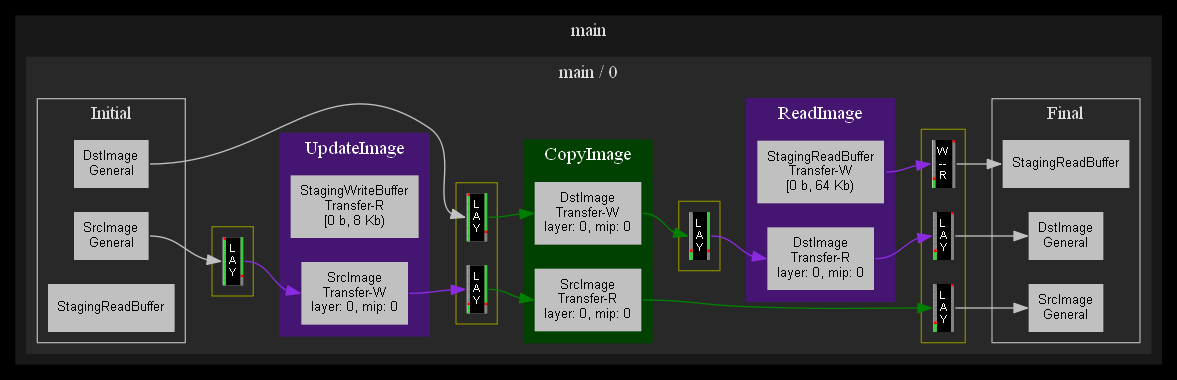 main
main / 0
Initial
DstImage
General
SrcImage
General
StagingReadBuffer
L
A
Y
UpdateImage
StagingWriteBuffer
Transfer-R
[0 b, 8 Kb)
SrcImage
Transfer-W
layer: 0, mip: 0
L
A
Y
L
A
Y
CopyImage
DstImage
Transfer-W
layer: 0, mip: 0
SrcImage
Transfer-R
layer: 0, mip: 0
L
A
Y
ReadImage
StagingReadBuffer
Transfer-W
[0 b, 64 Kb)
DstImage
Transfer-R
layer: 0, mip: 0
W
--
R
L
A
Y
L
A
Y
Final
StagingReadBuffer
DstImage
General
SrcImage
General